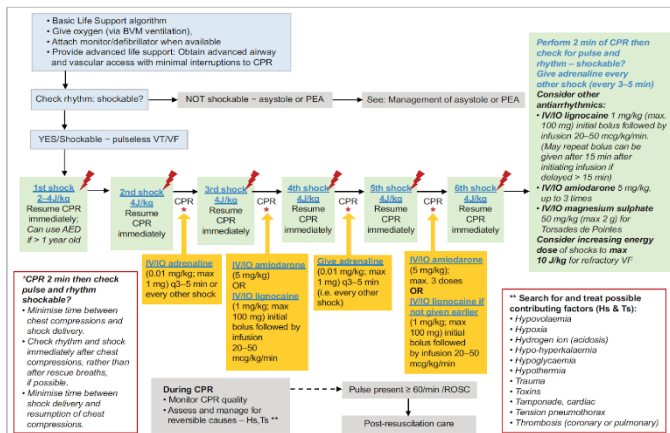 • Basic Life Support algorithm
• Give oxygen (via BVM ventilation),
• Attach monitor/defibrillator when available
• Provide advanced life support: Obtain advanced airway
and vascular access with minimal interruptions to CPR
Check rhythm: shockable?
NOT shockable – asystole or PEA
See: Management of asystole or PEA
YES/Shockable – pulseless VT/VF
1st shock
2–4J/kg
Resume CPR
immediately;
Can use AED
if > 1 year old
2nd shock
4J/kg
Resume
CPR
immediately
CPR
*
3rd shock
4J/kg
Resume CPR
immediately
CPR
*
4th shock
4J/kg
Resume
CPR
immediately
CPR
*
5th shock
4J/kg
Resume CPR
immediately
CPR
*
6th shock
4J/kg
Resume CPR
immediately
IV/IO adrenaline
(0.01 mg/kg; max
1 mg) q3–5 min
or every other shock
IV/IO amiodarone
(5 mg/kg)
OR
IV/IO lignocaine
(1 mg/kg; max
100 mg) initial
bolus followed by
infusion
20–50
mcg/kg/min
Give adrenaline
(0.01 mg/kg; max
1 mg) q3–5 min
(i.e. every other
shock)
IV/IO amiodarone
(5 mg/kg);
max. 3 doses
OR
IV/IO lignocaine if
not given earlier
(1 mg/kg; max
100 mg) initial
bolus followed by
infusion 20–50
mcg/kg/min
Perform 2 min of CPR then
check for pulse and
rhythm – shockable?
Give adrenaline every
other shock (every 3–5 min)
Consider other
antiarrhythmics:
• IV/IO lignocaine 1 mg/kg (max.
100 mg) initial bolus followed by
infusion 20–50 mcg/kg/min.
(May repeat bolus can be
given after 15 min after
initiating infusion if
delayed > 15 min)
• IV/IO amiodarone 5 mg/kg,
up to 3 times
• IV/IO magnesium sulphate
50 mg/kg (max 2 g) for
Torsades de Pointes
Consider increasing energy
dose of shocks to max
10 J/kg for refractory VF
*CPR 2 min then check
pulse and rhythm
shockable?
• Minimise time between
chest compressions and
shock delivery.
• Check rhythm and shock
immediately after chest
compressions, rather than
after rescue breaths,
if possible.
• Minimise time between
shock delivery and
resumption of chest
compressions.
During CPR
• Monitor CPR quality
• Assess and manage for
reversible causes – Hs,Ts **
Pulse present ≥ 60/min /ROSC
Post-resuscitation care
** Search for and treat possible
contributing factors (Hs & Ts):
• Hypovolaemia
• Hypoxia
• Hydrogen ion (acidosis)
• Hypo-hyperkalaemia
• Hypoglycaemia
• Hypothermia
• Trauma
• Toxins
• Tamponade, cardiac
• Tension pneumothorax
• Thrombosis (coronary or pulmonary)